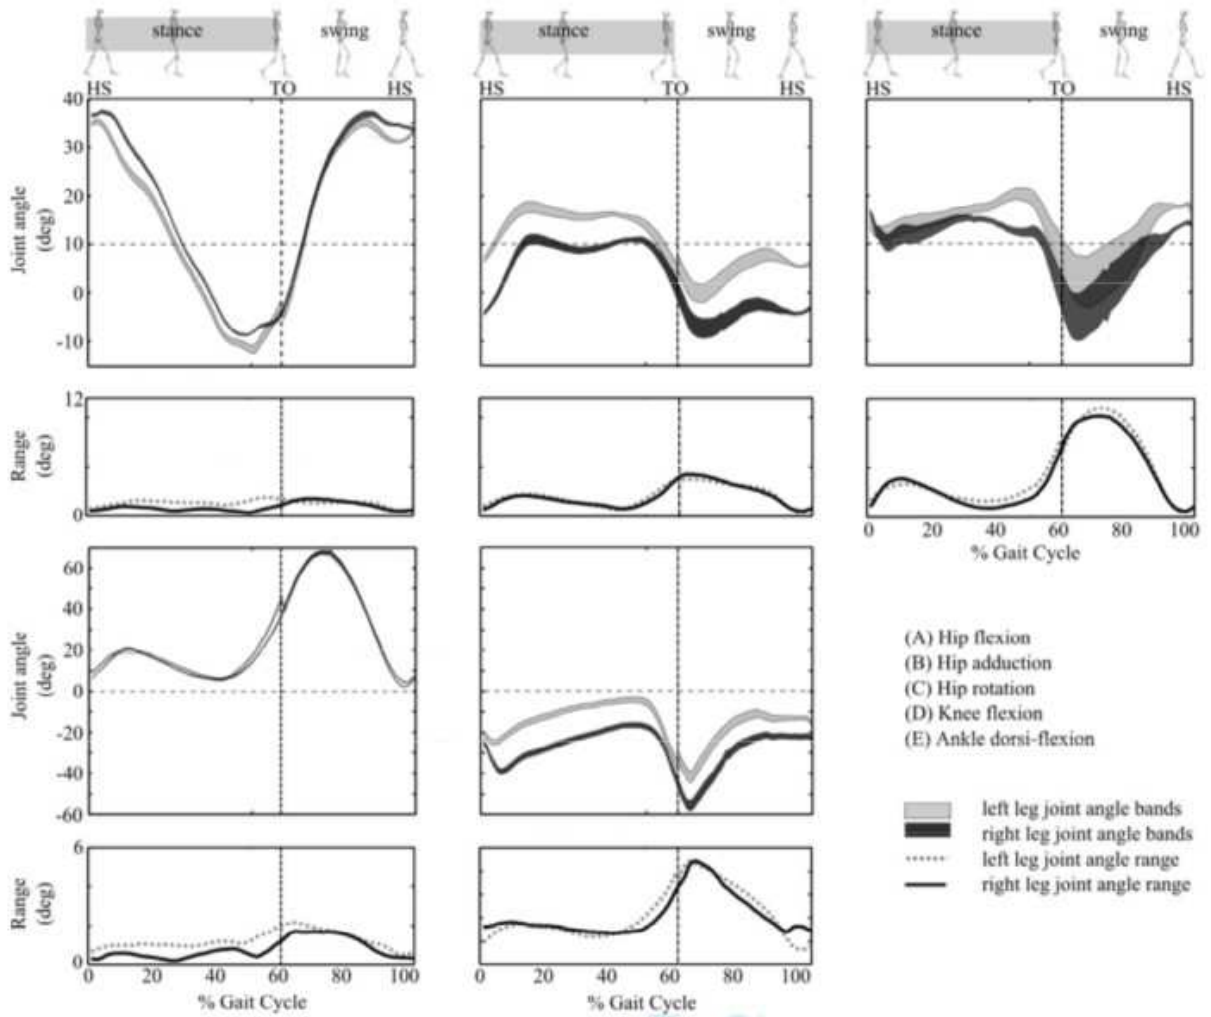 stance swing stance swing stance swing
HS TO HS HS TO HS HS TO HS
40
30
20
10
0
-10
Joint angle
(deg)
12
0
Range
(deg)
0 20 40 60 80 100
% Gait Cycle
60
40
20
0
-20
-40
-60
Joint angle
(deg)
(A) Hip flexion
(B) Hip adduction
(C) Hip rotation
(D) Knee flexion
(E) Ankle dorsi-flexion
left leg joint angle bands
right leg joint angle bands
left leg joint angle range
right leg joint angle range
6
0
Range
(deg)
0 20 40 60 80 100
% Gait Cycle
0 20 40 60 80 100
% Gait Cycle